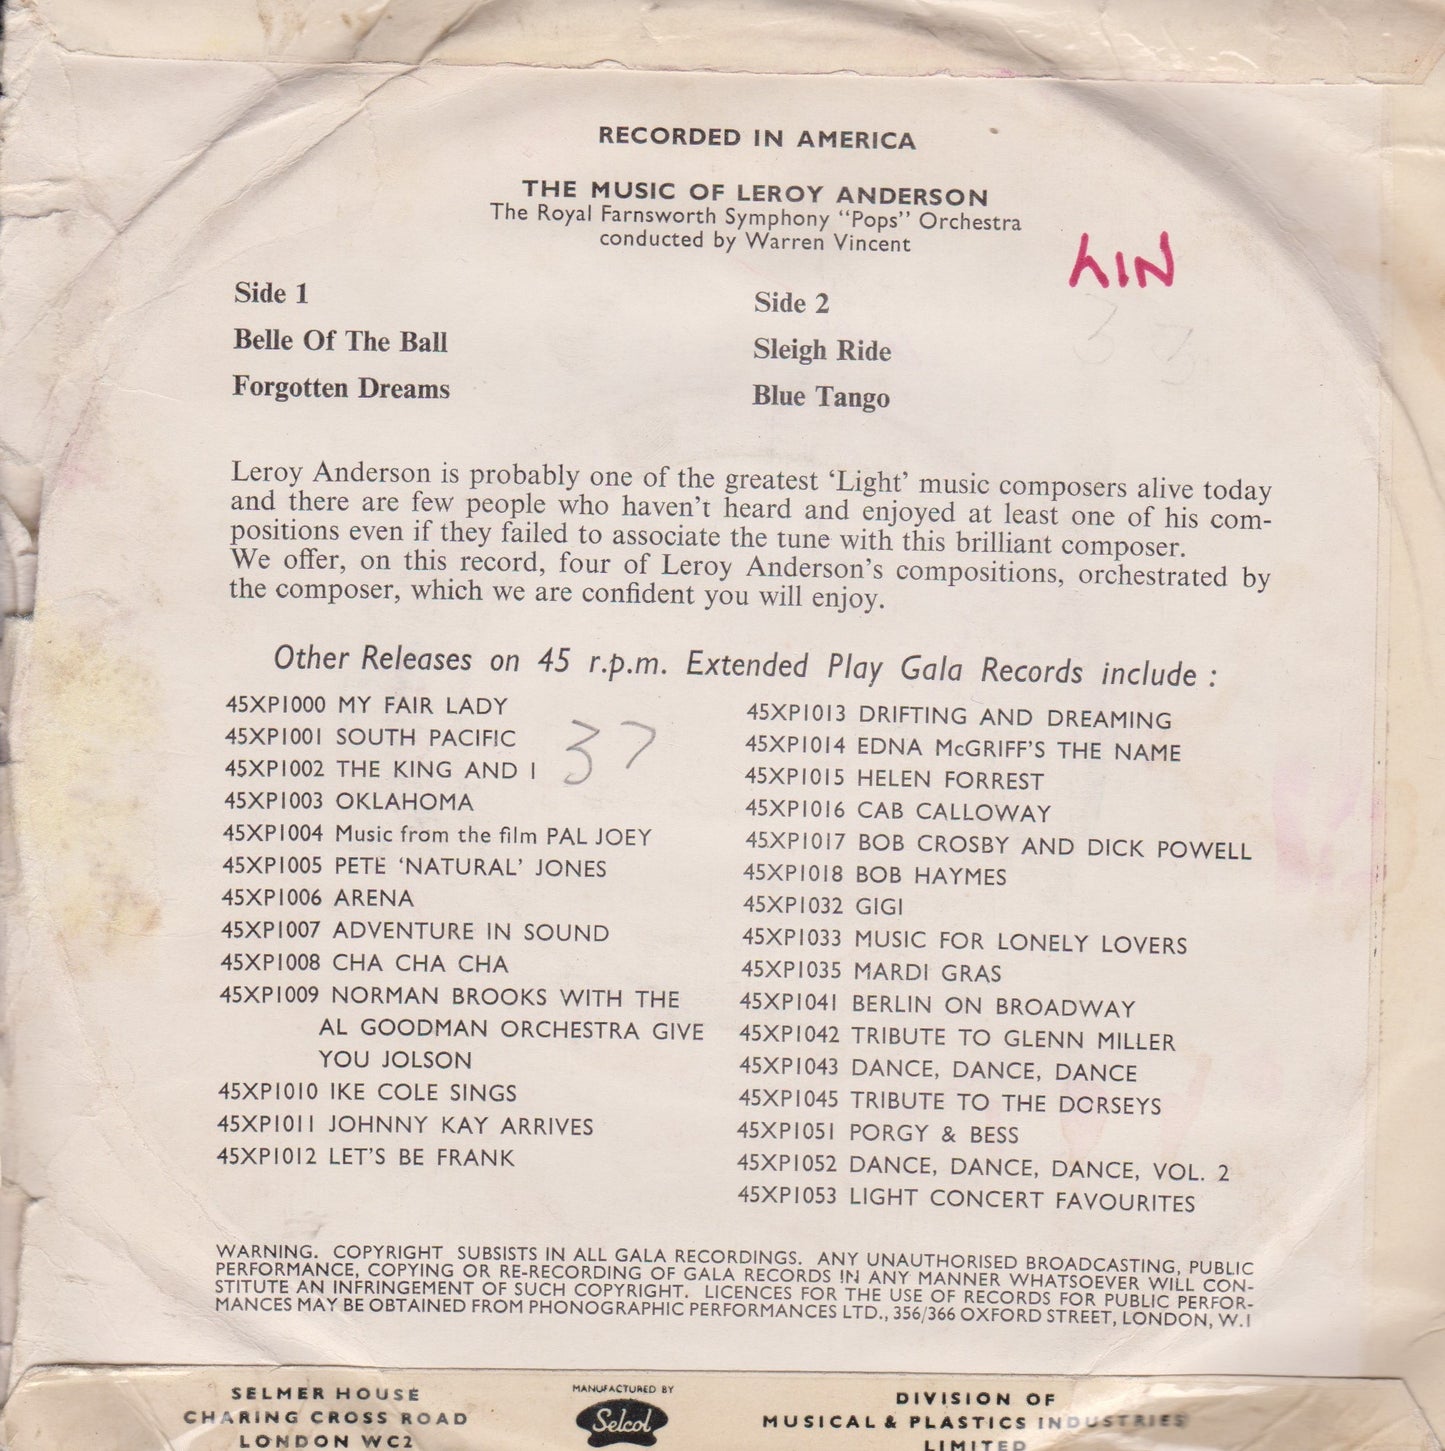 RECORDED IN AMERICA
THE MUSIC OF LEROY ANDERSON
The Royal Farnsworth Symphony "Pops" Orchestra
conducted by Warren Vincent
LIN
Side 1
Belle Of The Ball
Forgotten Dreams
Side 2
Sleigh Ride
Blue Tango
Leroy Anderson is probably one of the greatest 'Light' music composers alive today
and there are few people who haven't heard and enjoyed at least one of his com-
positions even if they failed to associate the tune with this brilliant composer.
We offer, on this record, four of Leroy Anderson's compositions, orchestrated by
the composer, which we are confident you will enjoy.
Other Releases on 45 r.p.m. Extended Play Gala Records include :
45XP1000 MY FAIR LADY
45XP1001 SOUTH PACIFIC
45XP1002 THE KING AND I
37
45XP1003 OKLAHOMA
45XP1004 Music from the film PAL JOEY
45XP1005 PETE 'NATURAL' JONES
45XP1006 ARENA
45XP1007 ADVENTURE IN SOUND
45XP1008 CHA CHA CHA
45XP1009 NORMAN BROOKS WITH THE
AL GOODMAN ORCHESTRA GIVE
YOU JOLSON
45XP1010 IKE COLE SINGS
45XP1011 JOHNNY KAY ARRIVES
45XP1012 LET'S BE FRANK
45XP1013 DRIFTING AND DREAMING
45XP1014 EDNA McGRIFF'S THE NAME
45XP1015 HELEN FORREST
45XP1016 CAB CALLOWAY
45XP1017 BOB CROSBY AND DICK POWELL
45XP1018 BOB HAYMES
45XP1032 GIGI
45XP1033 MUSIC FOR LONELY LOVERS
45XP1035 MARDI GRAS
45XP1041 BERLIN ON BROADWAY
45XP1042 TRIBUTE TO GLENN MILLER
45XP1043 DANCE, DANCE, DANCE
45XP1045 TRIBUTE TO THE DORSEYS
45XP1051 PORGY & BESS
45XP1052 DANCE, DANCE, DANCE, VOL. 2
45XP1053 LIGHT CONCERT FAVOURITES
WARNING. COPYRIGHT SUBSISTS IN ALL GALA RECORDINGS. ANY UNAUTHORISED BROADCASTING, PUBLIC
PERFORMANCE, COPYING OR RE-RECORDING OF GALA RECORDS IN ANY MANNER WHATSOEVER WILL CON-
STITUTE AN INFRINGEMENT OF SUCH COPYRIGHT. LICENCES FOR THE USE OF RECORDS FOR PUBLIC PERFOR-
MANCES MAY BE OBTAINED FROM PHONOGRAPHIC PERFORMANCES LTD., 356/366 OXFORD STREET, LONDON, W.1
SELMER HOUSE
CHARING CROSS ROAD
LONDON WC2
MANUFACTURED BY
Selcol
DIVISION OF
MUSICAL & PLASTICS INDUSTRIES
LIMITED